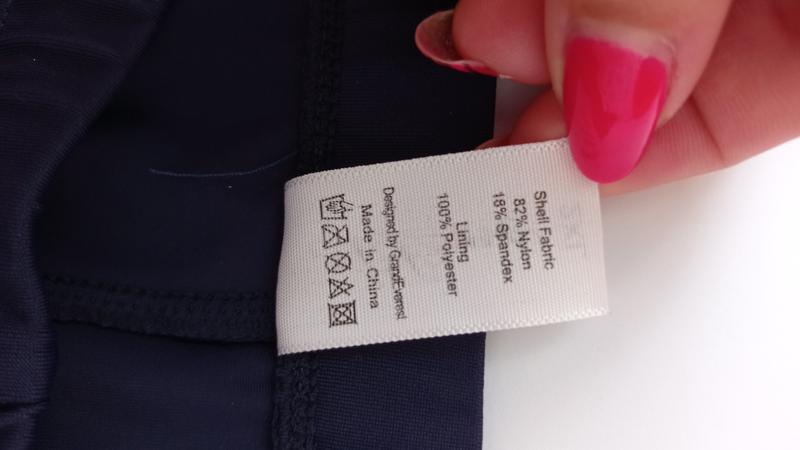 Shell Fabric
82% Nylon
18% Spandex
Lining
100% Polyester
Designed by GrandEverest
Made in China